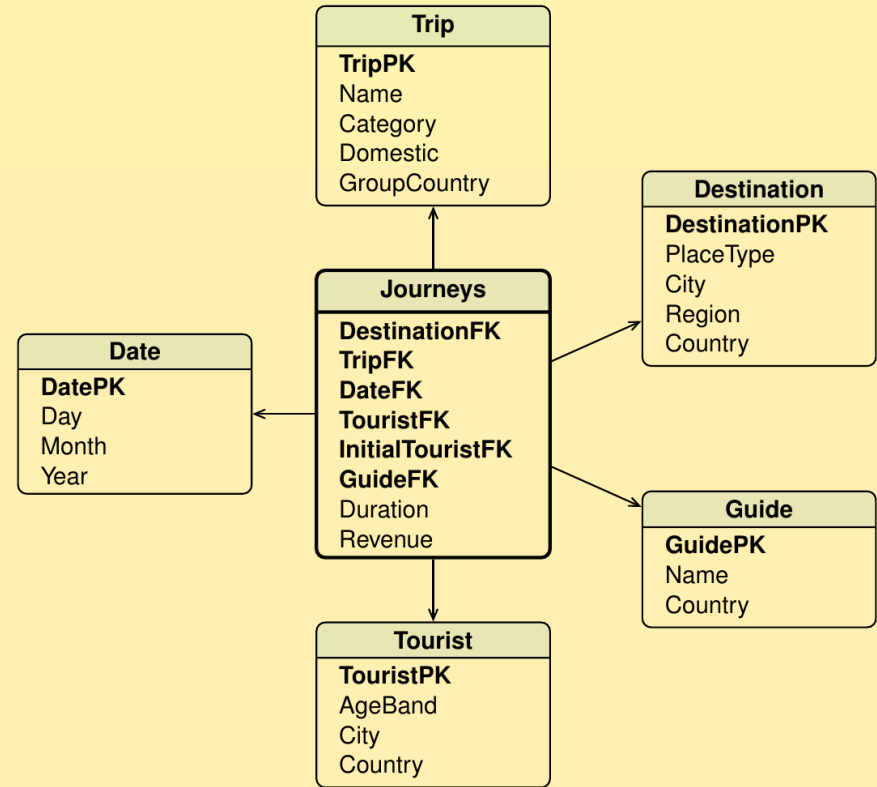 Trip
TripPK
Name
Category
Domestic
GroupCountry
Destination
DestinationPK
PlaceType
City
Region
Country
Journeys
DestinationFK
TripFK
DateFK
TouristFK
InitialTouristFK
GuideFK
Duration
Revenue
Date
DatePK
Day
Month
Year
Guide
GuidePK
Name
Country
Tourist
TouristPK
AgeBand
City
Country